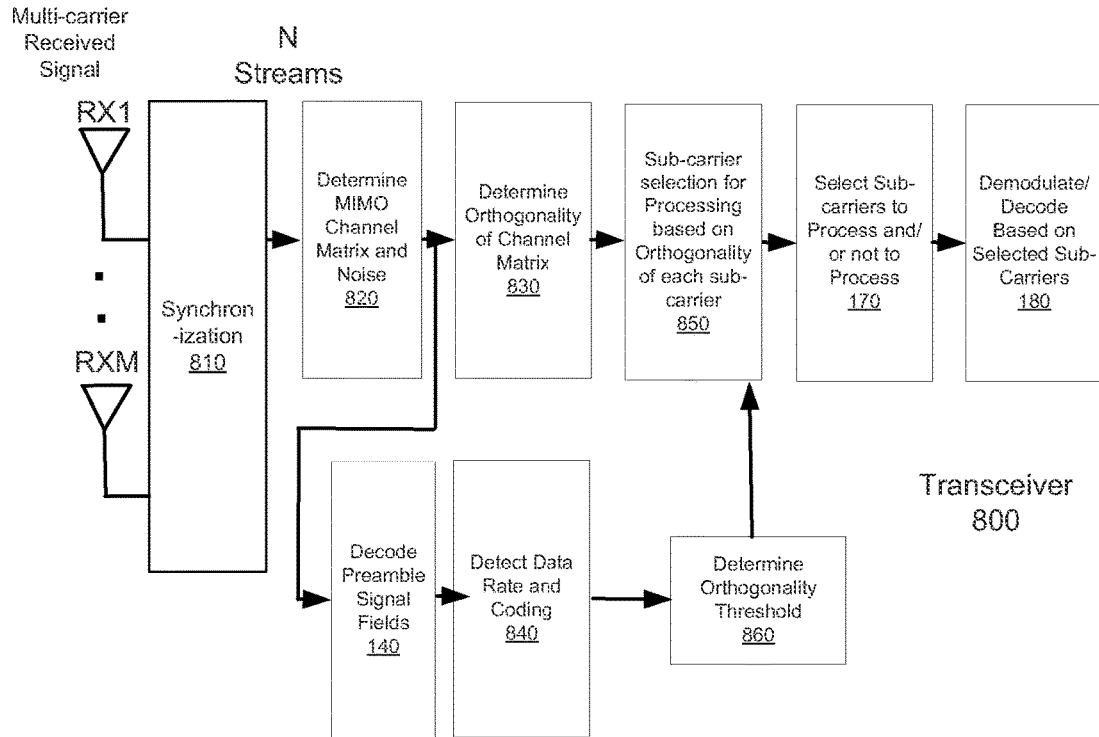 Multi-carrier
Received
Signal
N
Streams
RX1
RXM
Synchron
-ization
810
Determine
MIMO
Channel
Matrix and
Noise
820
Determine
Orthogonality
of Channel
Matrix
830
Sub-carrier
selection for
Processing
based on
Orthogonality
of each sub-
carrier
850
Select Sub-
carriers to
Process and/
or not to
Process
170
Demodulate/
Decode
Based on
Selected Sub-
Carriers
180
Decode
Preamble
Signal
Fields
140
Detect Data
Rate and
Coding
840
Determine
Orthogonality
Threshold
860
Transceiver
800